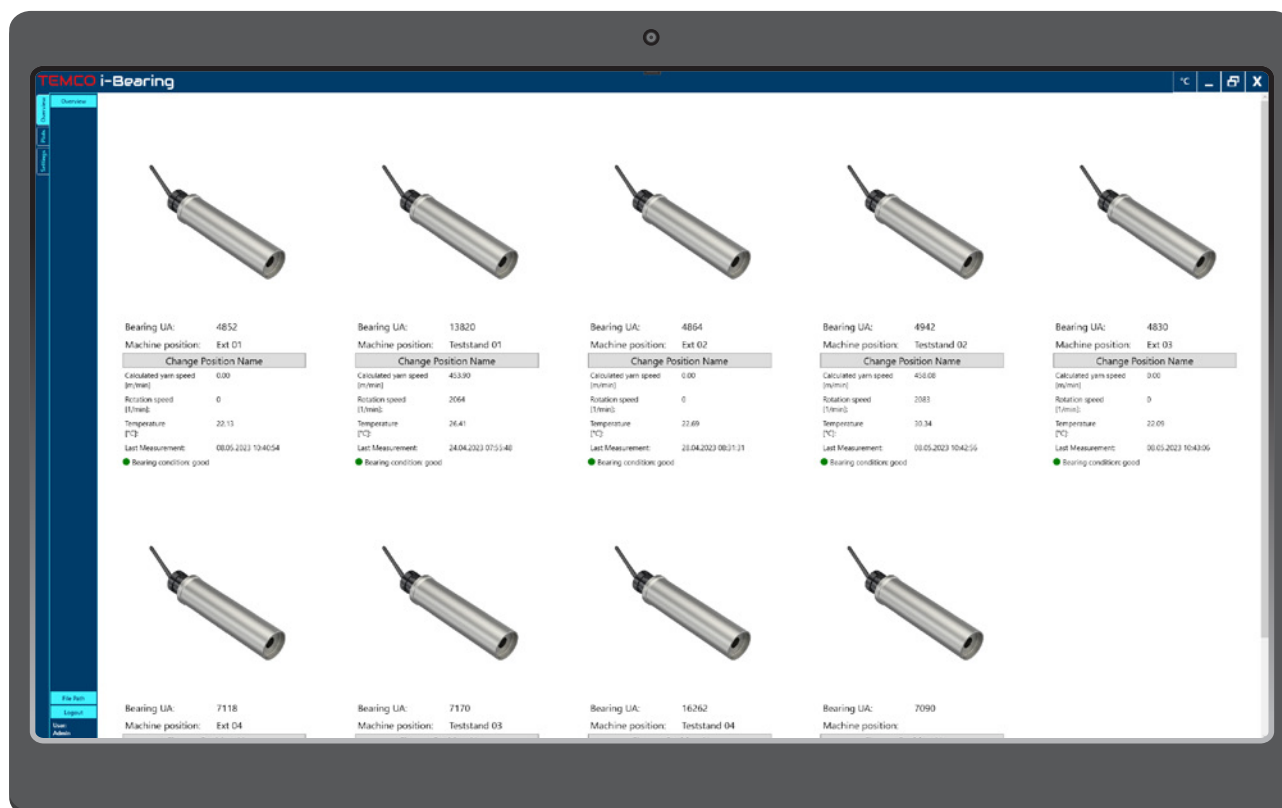 TEMCO i-Bearing
°C
X
Overview
Overview
Plots
Settings
Bearing UA: 4852
Machine position: Ext 01
Change Position Name
Calculated yarn speed 0.00
[m/min]
Rotation speed 0
[1/min]:
Temperature 22.13
[°C]:
Last Measurement: 08.05.2023 10:40:54
Bearing condition: good
Bearing UA: 13820
Machine position: Teststand 01
Change Position Name
Calculated yarn speed 453.90
[m/min]
Rotation speed 2064
[1/min]:
Temperature 26.41
[°C]:
Last Measurement: 24.04.2023 07:55:48
Bearing condition: good
Bearing UA: 4864
Machine position: Ext 02
Change Position Name
Calculated yarn speed 0.00
[m/min]
Rotation speed 0
[1/min]:
Temperature 22.69
[°C]:
Last Measurement: 28.04.2023 08:31:31
Bearing condition: good
Bearing UA: 4942
Machine position: Teststand 02
Change Position Name
Calculated yarn speed 458.08
[m/min]
Rotation speed 2083
[1/min]:
Temperature 30.34
[°C]:
Last Measurement: 08.05.2023 10:42:56
Bearing condition: good
Bearing UA: 4830
Machine position: Ext 03
Change Position Name
Calculated yarn speed 0.00
[m/min]
Rotation speed 0
[1/min]:
Temperature 22.09
[°C]:
Last Measurement: 08.05.2023 10:43:06
Bearing condition: good
Bearing UA: 7118
Machine position: Ext 04
Bearing UA: 7170
Machine position: Teststand 03
Bearing UA: 16262
Machine position: Teststand 04
Bearing UA: 7090
Machine position:
File Path
Logout
User:
Admin